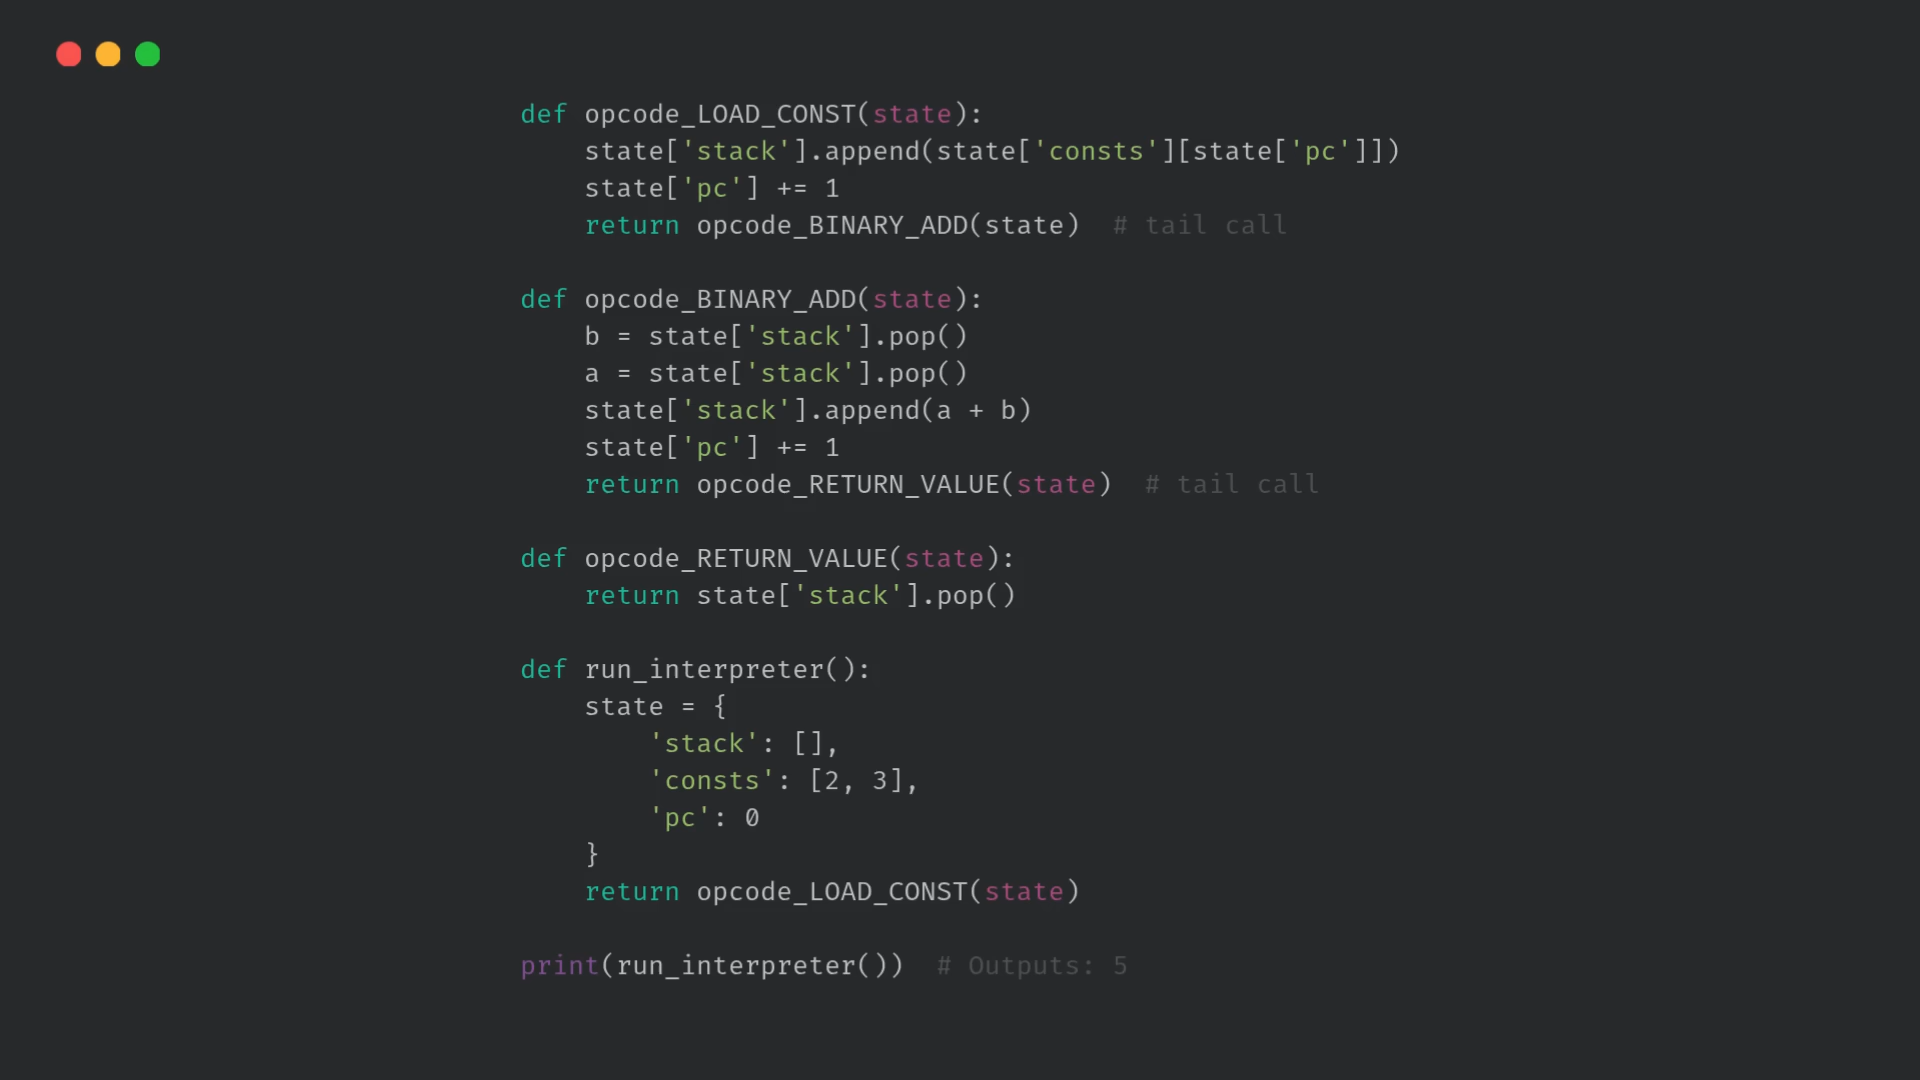 def opcode_LOAD_CONST(state):
    state['stack'].append(state['consts'][state['pc']])
    state['pc'] += 1
    return opcode_BINARY_ADD(state)  # tail call

def opcode_BINARY_ADD(state):
    b = state['stack'].pop()
    a = state['stack'].pop()
    state['stack'].append(a + b)
    state['pc'] += 1
    return opcode_RETURN_VALUE(state)  # tail call

def opcode_RETURN_VALUE(state):
    return state['stack'].pop()

def run_interpreter():
    state = {
        'stack': [],
        'consts': [2, 3],
        'pc': 0
    }
    return opcode_LOAD_CONST(state)

print(run_interpreter())  # Outputs: 5